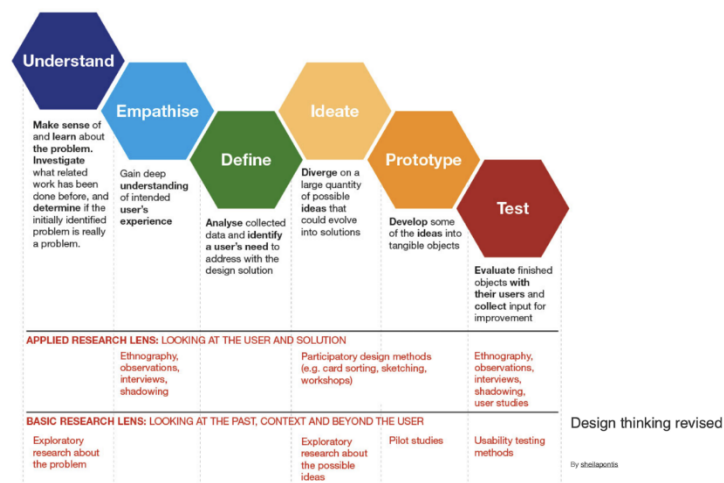 Understand
Empathise
Define
Ideate
Prototype
Test
Make sense of
and learn about
the problem.
Investigate
what related
work has been
done before, and
determine if the
initially identified
problem is really
a problem.
Gain deep
understanding
of intended
user's
experience
Analyse collected
data and identify
a user's need to
address with the
design solution
Diverge on a
large quantity
of possible
ideas that
could evolve
into solutions
Develop some
of the ideas into
tangible objects
Evaluate finished
objects with
their users and
collect input for
improvement
APPLIED RESEARCH LENS: LOOKING AT THE USER AND SOLUTION
Ethnography,
observations,
interviews,
shadowing
Participatory design methods
(e.g. card sorting, sketching,
workshops)
Ethnography,
observations,
interviews,
shadowing,
user studies
BASIC RESEARCH LENS: LOOKING AT THE PAST, CONTEXT AND BEYOND THE USER
Exploratory
research about
the problem
Exploratory
research about
the possible
ideas
Pilot studies
Usability testing
methods
Design thinking revised
By sheilapontis